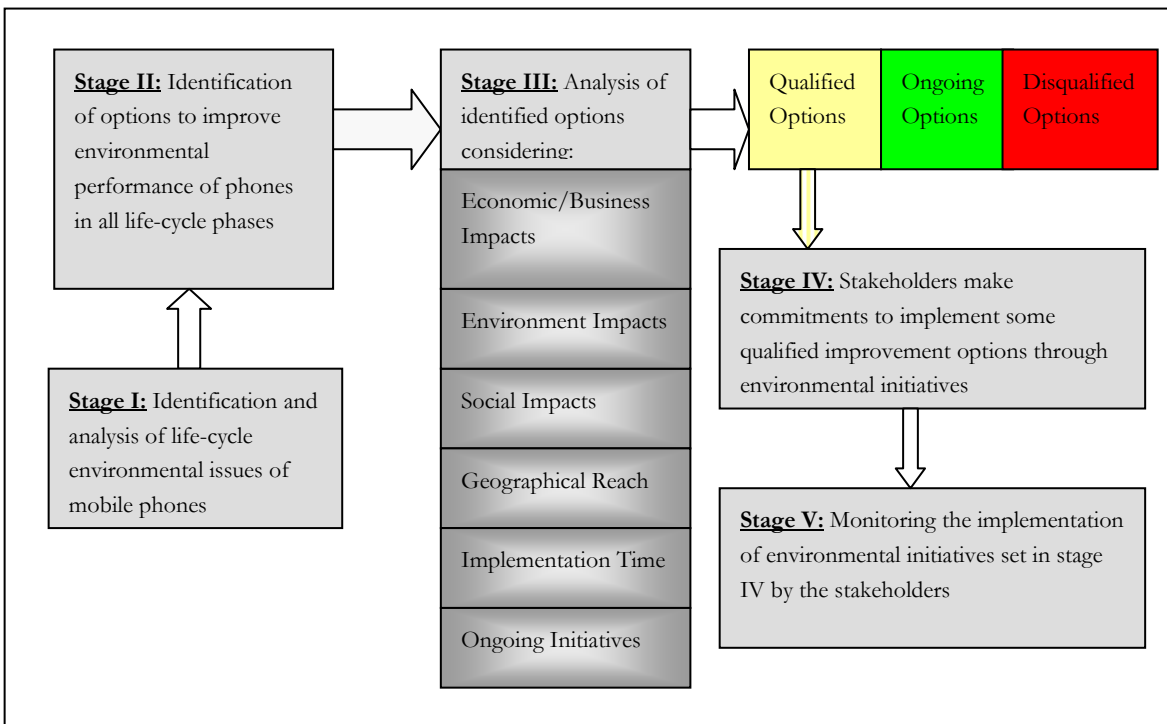 Stage I: Identification and
analysis of life-cycle
environmental issues of
mobile phones
Stage II: Identification
of options to improve
environmental
performance of phones
in all life-cycle phases
Stage III: Analysis of
identified options
considering:
Economic/Business
Impacts
Environment Impacts
Social Impacts
Geographical Reach
Implementation Time
Ongoing Initiatives
Qualified
Options
Ongoing
Options
Disqualified
Options
Stage IV: Stakeholders make
commitments to implement some
qualified improvement options through
environmental initiatives
Stage V: Monitoring the implementation
of environmental initiatives set in stage
IV by the stakeholders